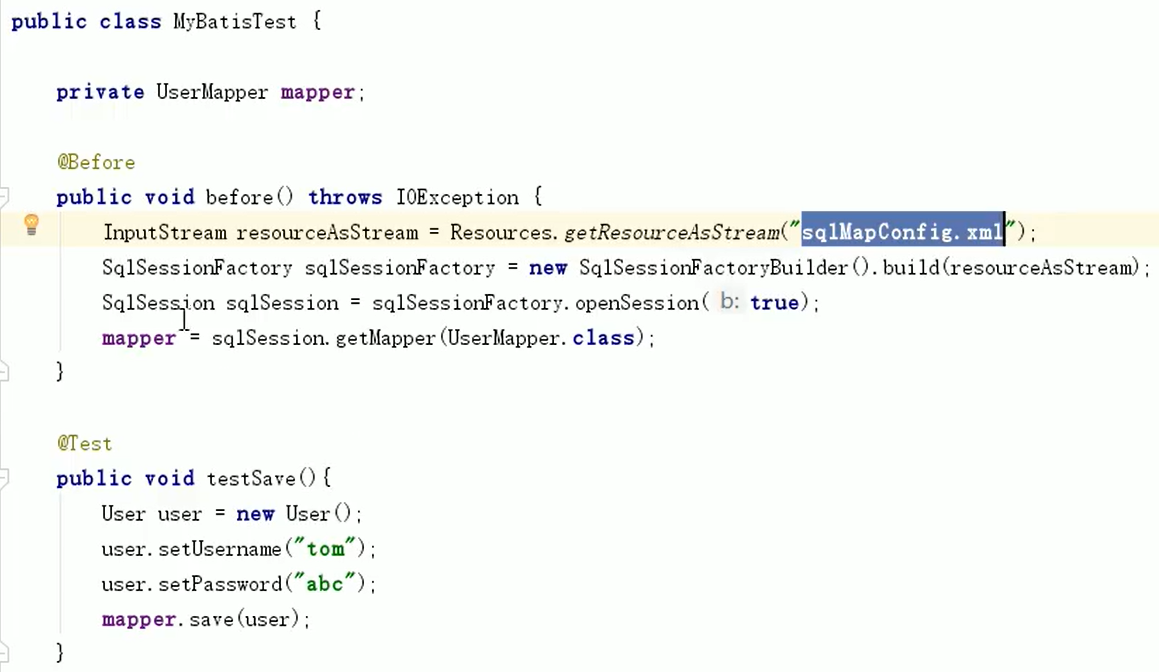 public class MyBatisTest {
private UserMapper mapper;
@Before
public void before() throws IOException {
InputStream resourceAsStream = Resources.getResourceAsStream("sqlMapConfig.xml");
SqlSessionFactory sqlSessionFactory = new SqlSessionFactoryBuilder().build(resourceAsStream);
SqlSession sqlSession = sqlSessionFactory.openSession( b: true);
mapper = sqlSession.getMapper(UserMapper.class);
}
@Test
public void testSave(){
User user = new User();
user.setUsername("tom");
user.setPassword("abc");
mapper.save(user);
}